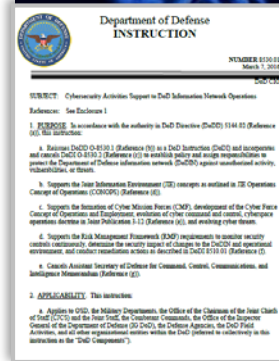 Department of Defense
INSTRUCTION
NUMBER 8530.01
March 7, 2016
DoD CIO
SUBJECT: Cybersecurity Activities Support to DoD Information Network Operations
References: See Enclosure 1
1. PURPOSE. In accordance with the authority in DoD Directive (DoDD) 5144.02 (Reference
(a)), this instruction:
a. Reissues DoDD O-8530.1 (Reference (b)) as a DoD Instruction (DoDI) and incorporates
and cancels DoDI O-8530.2 (Reference (c)) to establish policy and assign responsibilities to
protect the Department of Defense information network (DoDIN) against unauthorized activity,
vulnerabilities, or threats.
b. Supports the Joint Information Environment (JIE) concepts as outlined in JIE Operations
Concept of Operations (CONOPS) (Reference (d)).
c. Supports the formation of Cyber Mission Forces (CMF), development of the Cyber Force
Concept of Operations and Employment, evolution of cyber command and control, cyberspace
operations doctrine in Joint Publication 3-12 (Reference (e)), and evolving cyber threats.
d. Supports the Risk Management Framework (RMF) requirements to monitor security
controls continuously, determine the security impact of changes to the DoDIN and operational
environment, and conduct remediation actions as described in DoDI 8510.01 (Reference (f)).
e. Cancels Assistant Secretary of Defense for Command, Control, Communications, and
Intelligence Memorandum (Reference (g)).
2. APPLICABILITY. This instruction:
a. Applies to OSD, the Military Departments, the Office of the Chairman of the Joint Chiefs
of Staff (CJCS) and the Joint Staff, the Combatant Commands, the Office of the Inspector
General of the Department of Defense (IG DoD), the Defense Agencies, the DoD Field
Activities, and all other organizational entities within the DoD (referred to collectively in this
instruction as the "DoD Components").